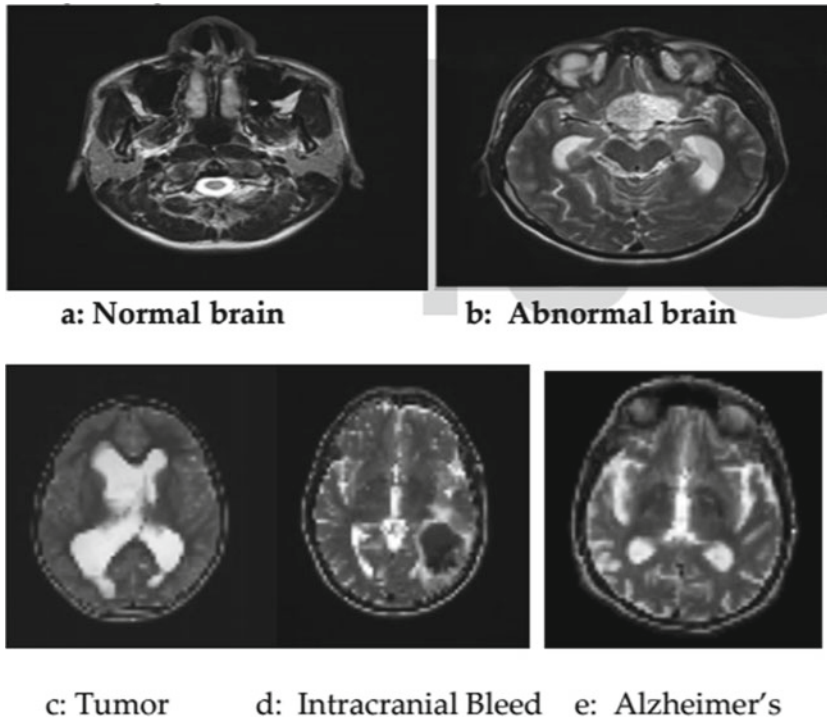 a: Normal brain
b: Abnormal brain
c: Tumor
d: Intracranial Bleed
e: Alzheimer's